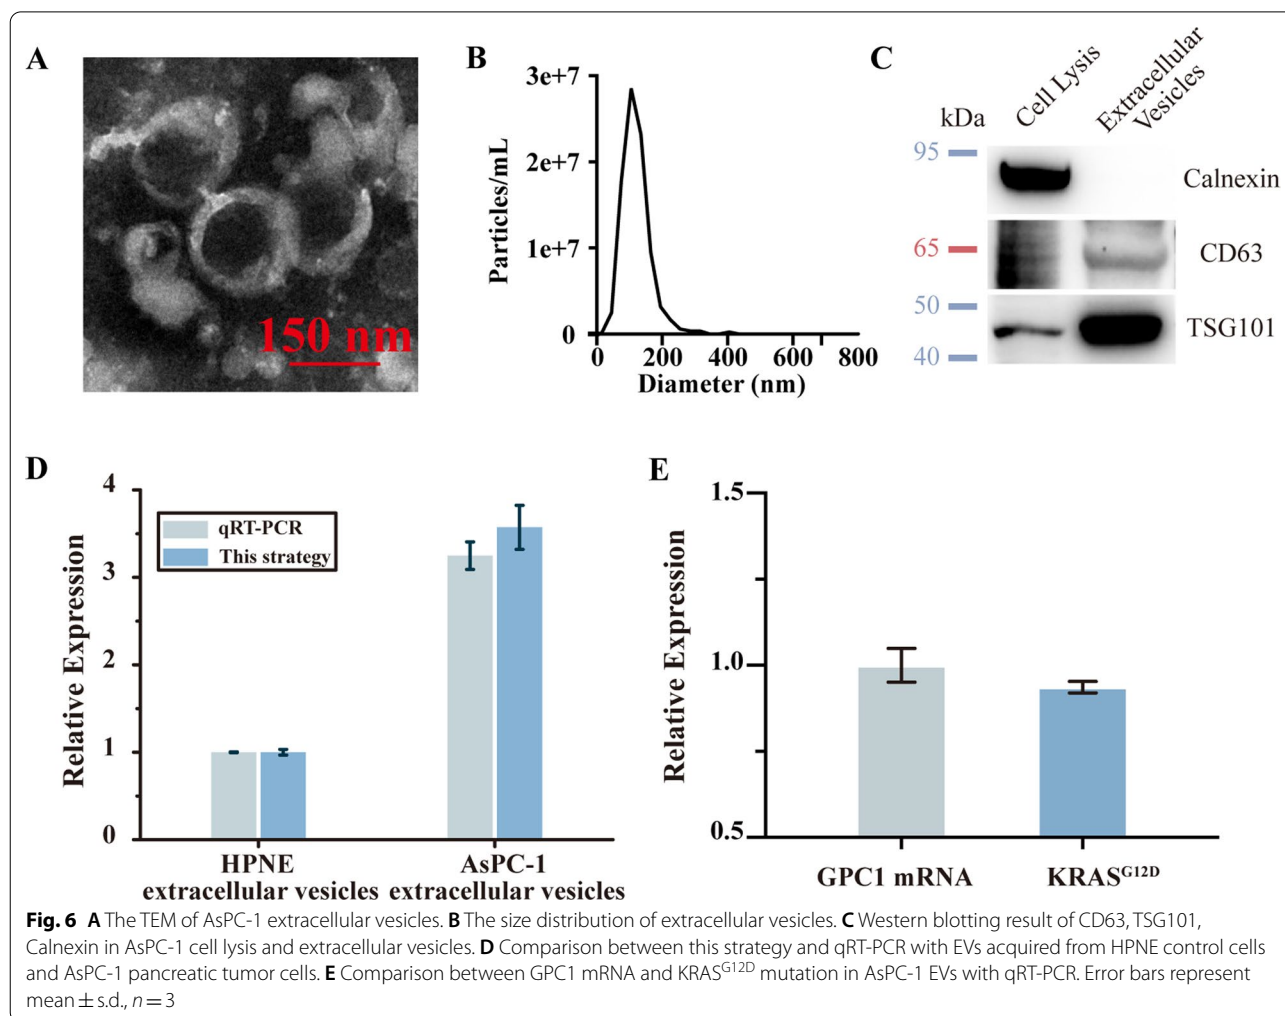 A
150 nm
B
3e+7
2e+7
1e+7
0
Particles/mL
0 200 400 600 800
Diameter (nm)
C
kDa
Cell Lysis
Extracellular
Vesicles
95
Calnexin
65
CD63
50
TSG101
40
D
4
3
2
1
0
Relative Expression
qRT-PCR
This strategy
HPNE
extracellular vesicles
AsPC-1
extracellular vesicles
E
1.5
1.0
0.5
Relative Expression
GPC1 mRNA
KRASG12D
Fig. 6 A The TEM of AsPC-1 extracellular vesicles. B The size distribution of extracellular vesicles. C Western blotting result of CD63, TSG101,
Calnexin in AsPC-1 cell lysis and extracellular vesicles. D Comparison between this strategy and qRT-PCR with EVs acquired from HPNE control cells
and AsPC-1 pancreatic tumor cells. E Comparison between GPC1 mRNA and KRASG12D mutation in AsPC-1 EVs with qRT-PCR. Error bars represent
mean ± s.d., n = 3